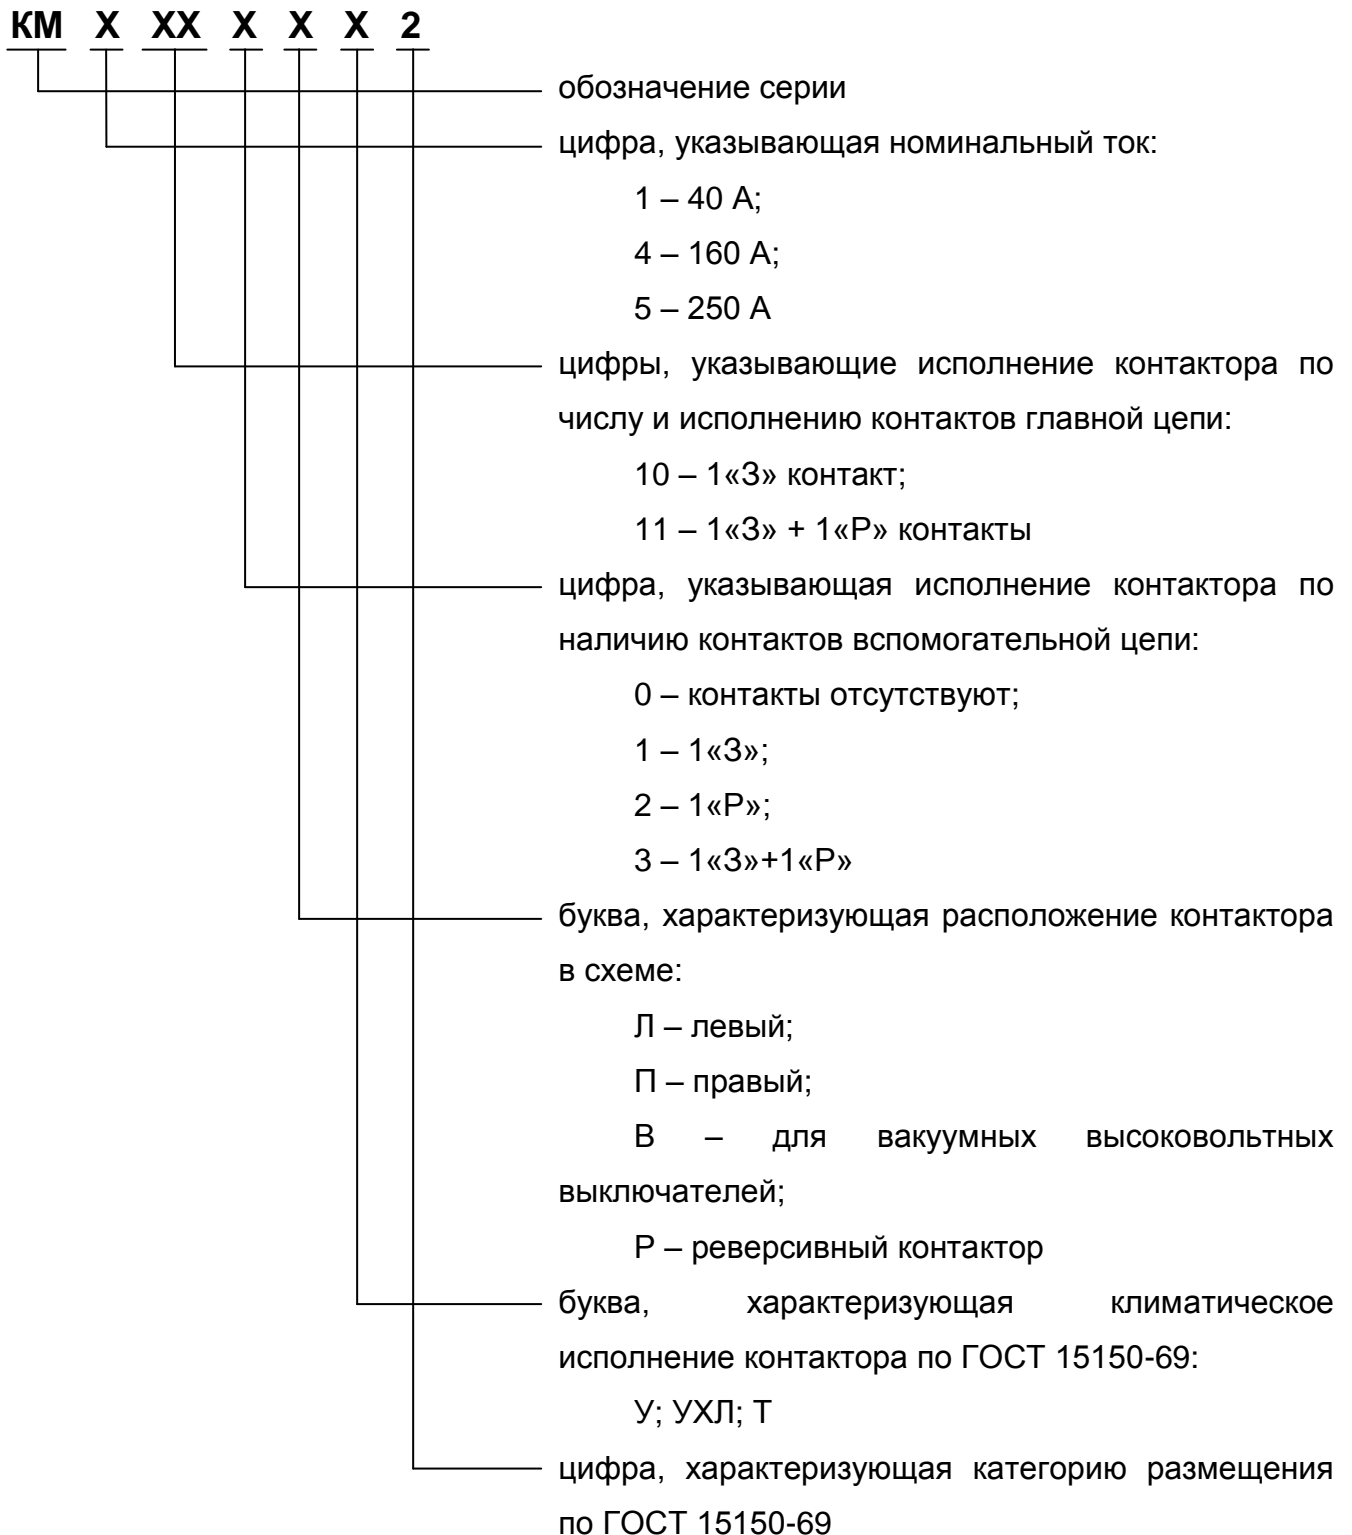 КМ Х ХХ Х Х Х 2
обозначение серии
цифра, указывающая номинальный ток:
1 – 40 А;
4 – 160 А;
5 – 250 А
цифры, указывающие исполнение контактора по
числу и исполнению контактов главной цепи:
10 – 1«З» контакт;
11 – 1«З» + 1«Р» контакты
цифра, указывающая исполнение контактора по
наличию контактов вспомогательной цепи:
0 – контакты отсутствуют;
1 – 1«З»;
2 – 1«Р»;
3 – 1«З»+1«Р»
буква, характеризующая расположение контактора
в схеме:
Л – левый;
П – правый;
В – для вакуумных высоковольтных
выключателей;
Р – реверсивный контактор
буква, характеризующая климатическое
исполнение контактора по ГОСТ 15150-69:
У; УХЛ; Т
цифра, характеризующая категорию размещения
по ГОСТ 15150-69